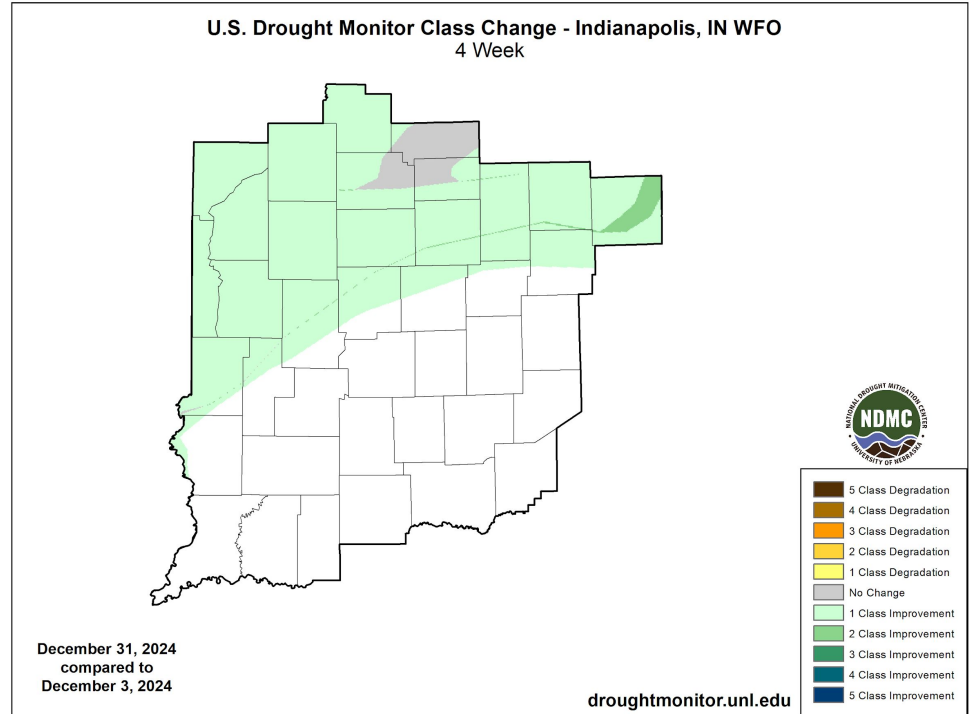 U.S. Drought Monitor Class Change - Indianapolis, IN WFO
4 Week
NATIONAL DROUGHT MITIGATION CENTER
NDMC
UNIVERSITY OF NEBRASKA
5 Class Degradation
4 Class Degradation
3 Class Degradation
2 Class Degradation
1 Class Degradation
No Change
1 Class Improvement
2 Class Improvement
3 Class Improvement
4 Class Improvement
5 Class Improvement
December 31, 2024
compared to
December 3, 2024
droughtmonitor.unl.edu